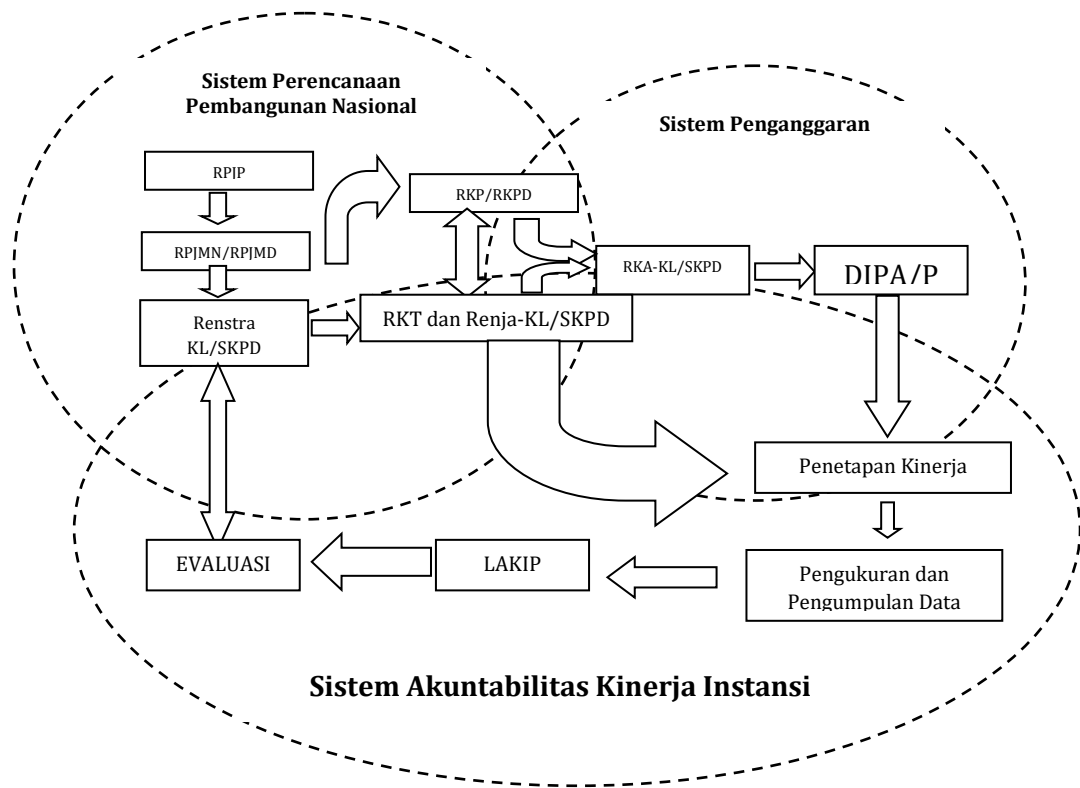 Sistem Perencanaan
Pembangunan Nasional
Sistem Penganggaran
RPJP
RKP/RKPD
RPJMN/RPJMD
RKA-KL/SKPD
DIPA/P
Renstra
KL/SKPD
RKT dan Renja-KL/SKPD
Penetapan Kinerja
EVALUASI
LAKIP
Pengukuran dan
Pengumpulan Data
Sistem Akuntabilitas Kinerja Instansi